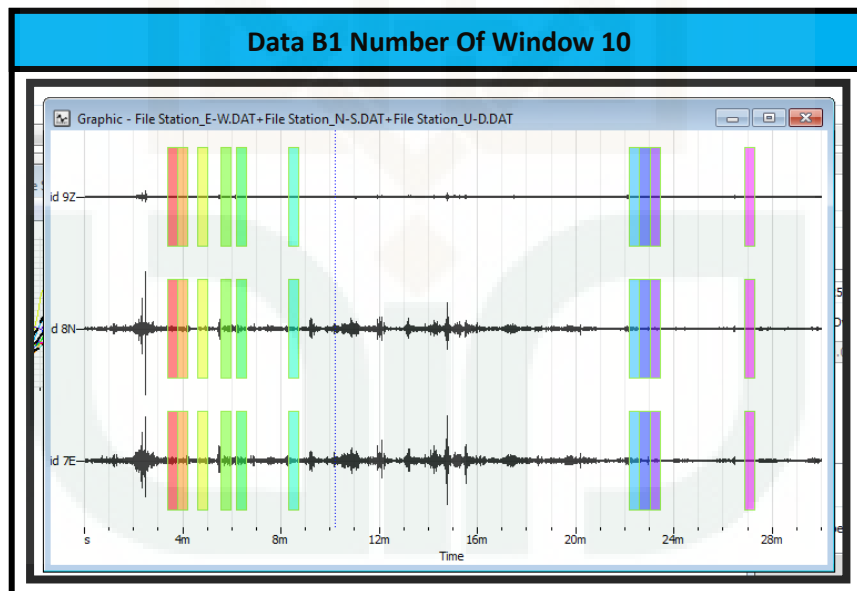 Data B1 Number Of Window 10
Graphic - File Station_E-W.DAT+File Station_N-S.DAT+File Station_U-D.DAT
id 9Z
d 8N
id 7E
s 4m 8m 12m 16m 20m 24m 28m
Time